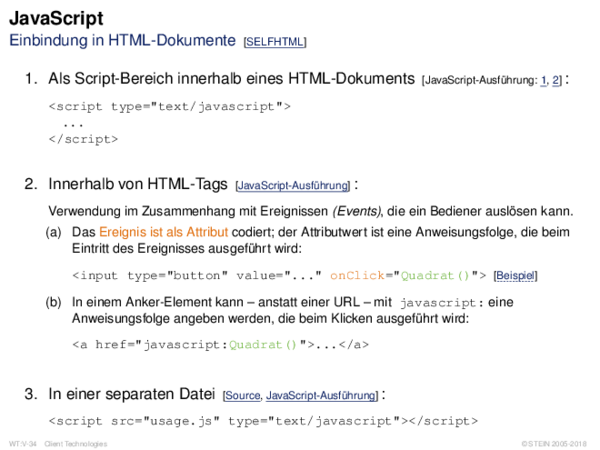 JavaScript
Einbindung in HTML-Dokumente [SELFHTML]
1. Als Script-Bereich innerhalb eines HTML-Dokuments [JavaScript-Ausführung: 1, 2] :
<script type="text/javascript">
...
</script>
2. Innerhalb von HTML-Tags [JavaScript-Ausführung] :
Verwendung im Zusammenhang mit Ereignissen (Events), die ein Bediener auslösen kann.
(a) Das Ereignis ist als Attribut codiert; der Attributwert ist eine Anweisungsfolge, die beim
Eintritt des Ereignisses ausgeführt wird:
<input type="button" value="..." onClick="Quadrat()"> [Beispiel]
(b) In einem Anker-Element kann – anstatt einer URL – mit javascript: eine
Anweisungsfolge angeben werden, die beim Klicken ausgeführt wird:
<a href="javascript:Quadrat()">...</a>
3. In einer separaten Datei [Source, JavaScript-Ausführung] :
<script src="usage.js" type="text/javascript"></script>
WT:V-34 Client Technologies © STEIN 2005-2018